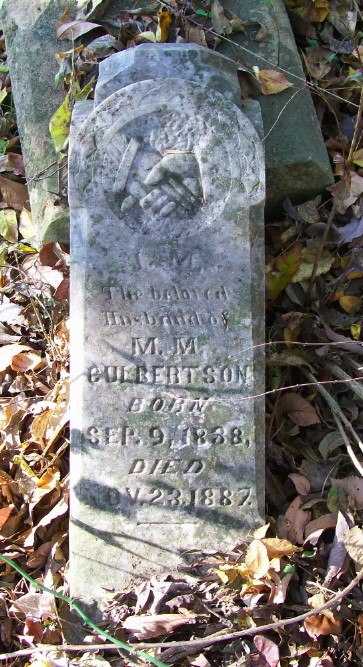 J. M.
The beloved
Husband of
M. M.
CULBERTSON
BORN
SEP. 9, 1838,
DIED
NOV. 23, 1887.